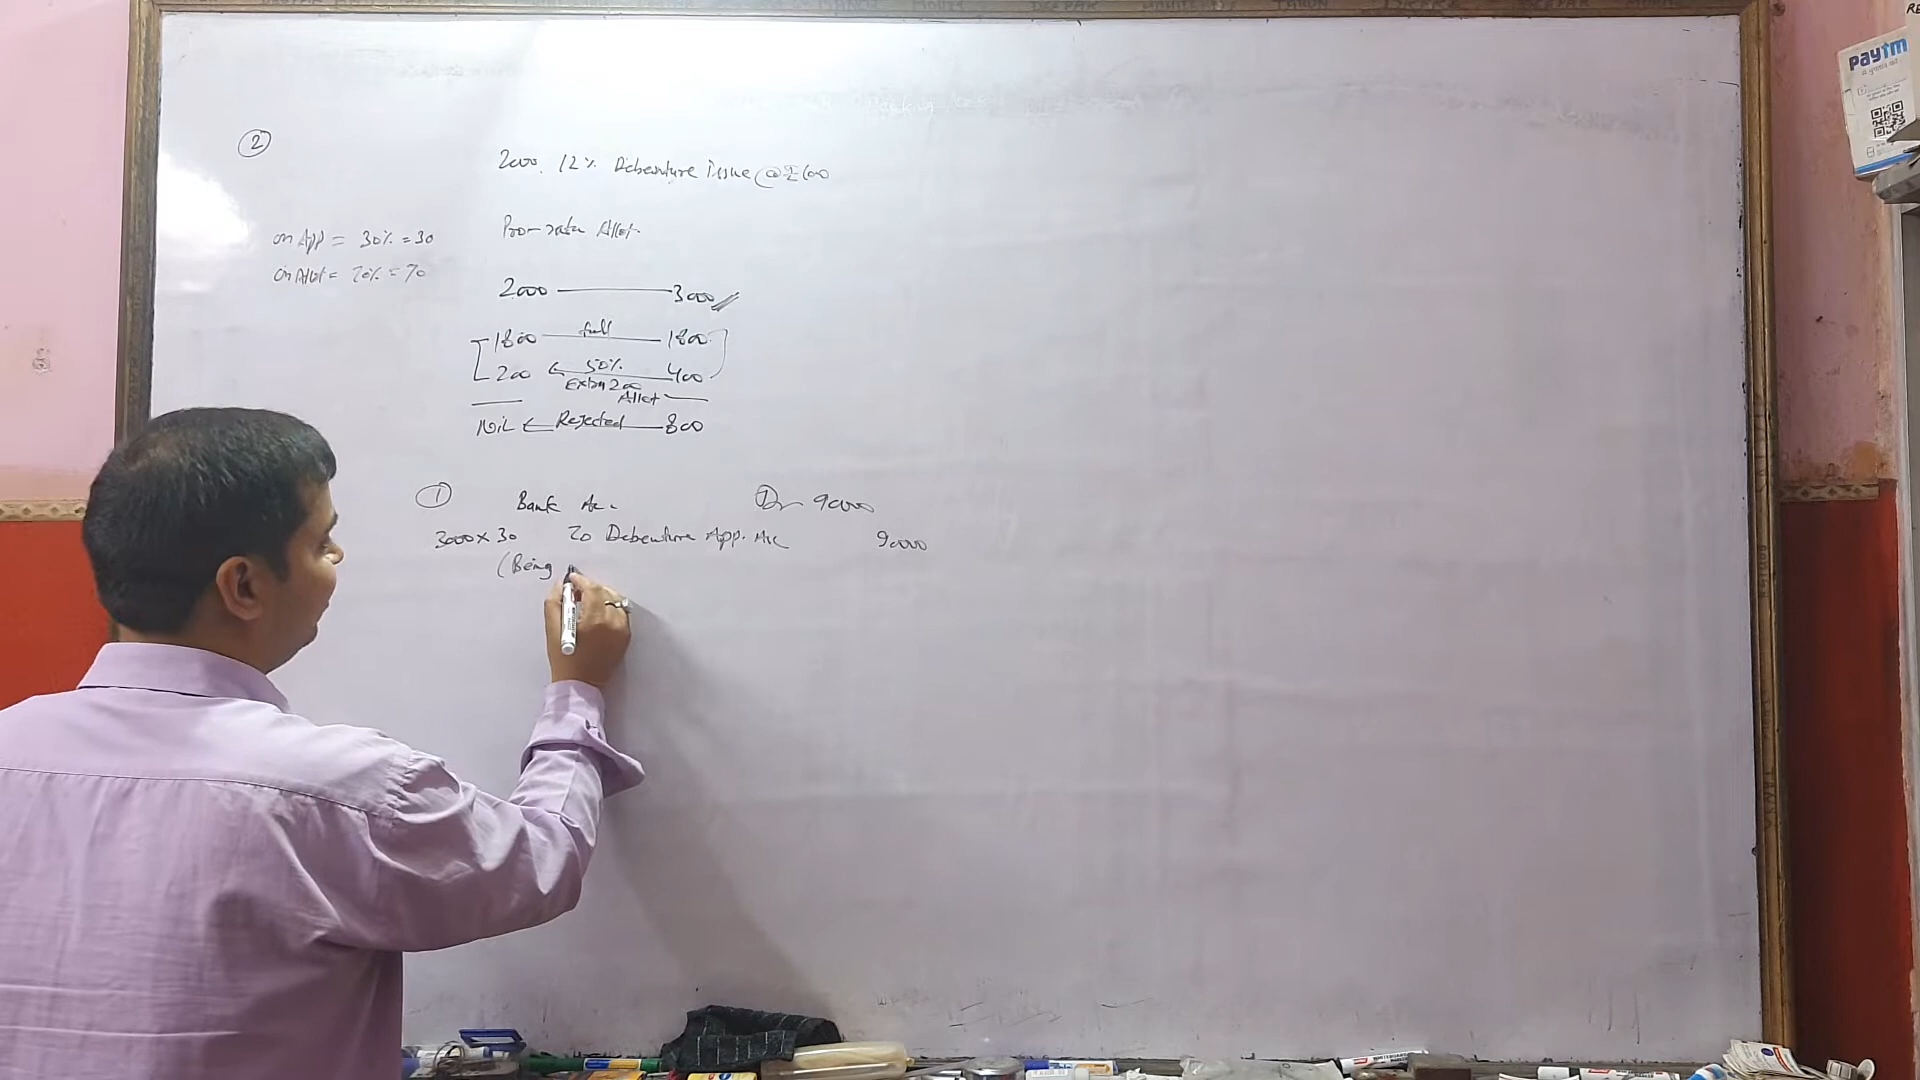 ②
2000, 12% Debenture Issue @ ₹ 100
on App = 30% = 30
Pro-rata Allot.
on Allot = 70% = 70
2000 — 3000
1800 — full — 1800
200 ← 50% — 400
Extra 200
Allot
Nil ← Rejected — 800
① Bank A/c. Dr 90000
3000 × 30 To Debenture App. A/c 90000
(Being
paytm